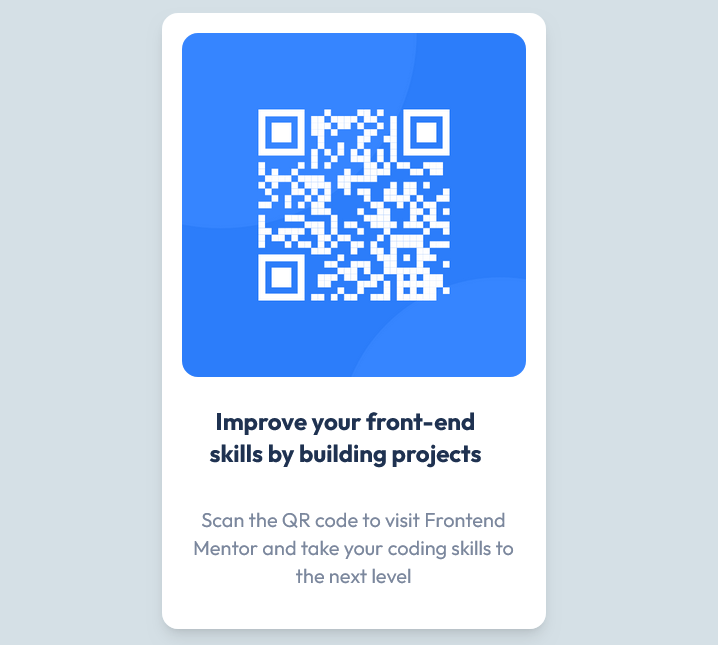 Improve your front-end
skills by building projects
Scan the QR code to visit Frontend
Mentor and take your coding skills to
the next level